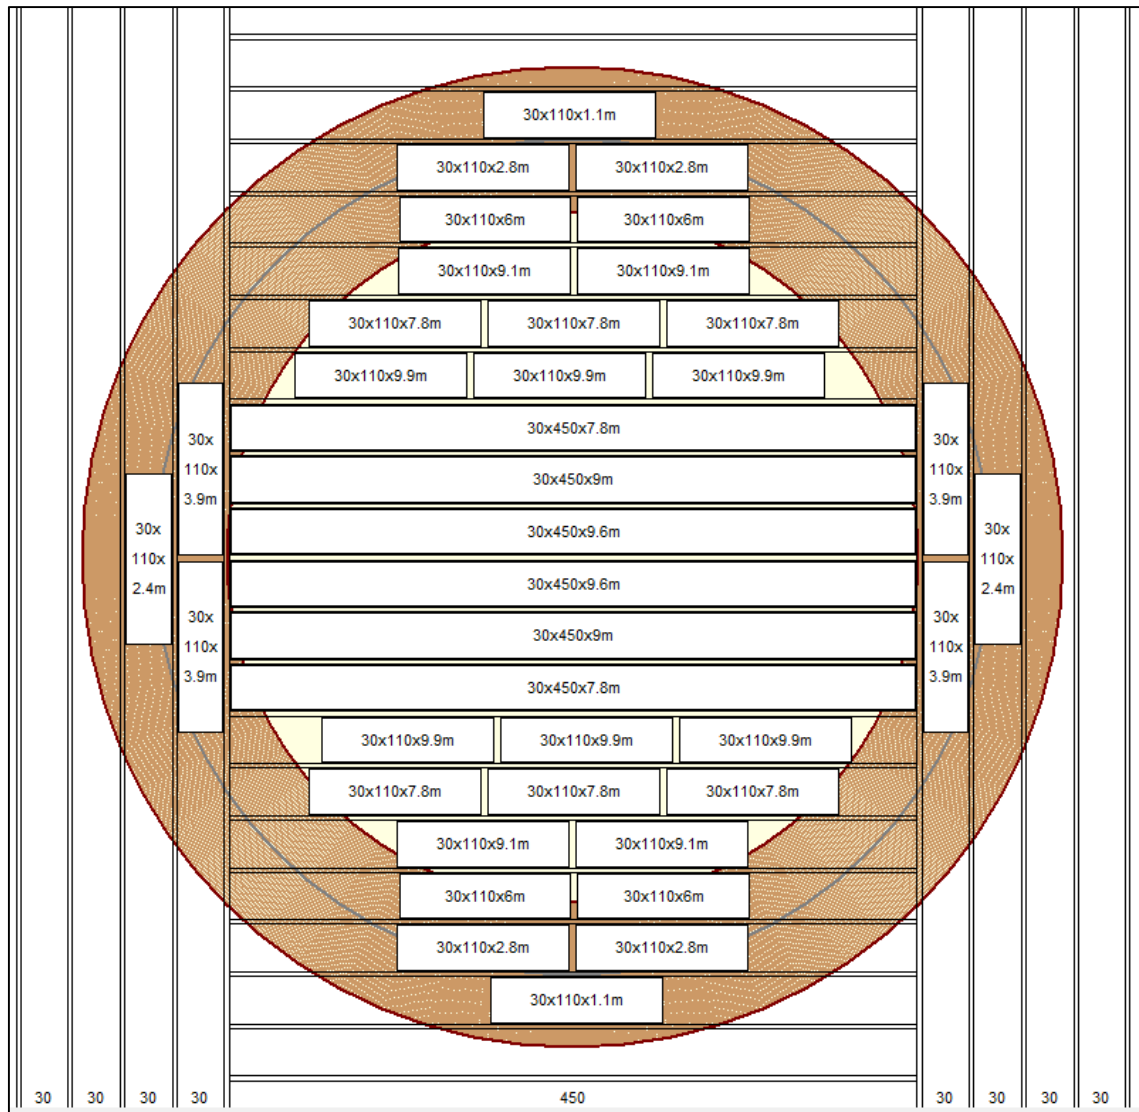 30x110x1.1m
30x110x2.8m 30x110x2.8m
30x110x6m 30x110x6m
30x110x9.1m 30x110x9.1m
30x110x7.8m 30x110x7.8m 30x110x7.8m
30x110x9.9m 30x110x9.9m 30x110x9.9m
30x450x7.8m
30x
110x
3.9m
30x
110x
3.9m
30x450x9m
30x450x9.6m
30x
110x
2.4m
30x
110x
2.4m
30x450x9.6m
30x450x9m
30x
110x
3.9m
30x
110x
3.9m
30x450x7.8m
30x110x9.9m 30x110x9.9m 30x110x9.9m
30x110x7.8m 30x110x7.8m 30x110x7.8m
30x110x9.1m 30x110x9.1m
30x110x6m 30x110x6m
30x110x2.8m 30x110x2.8m
30x110x1.1m
30 30 30 30 450 30 30 30 30